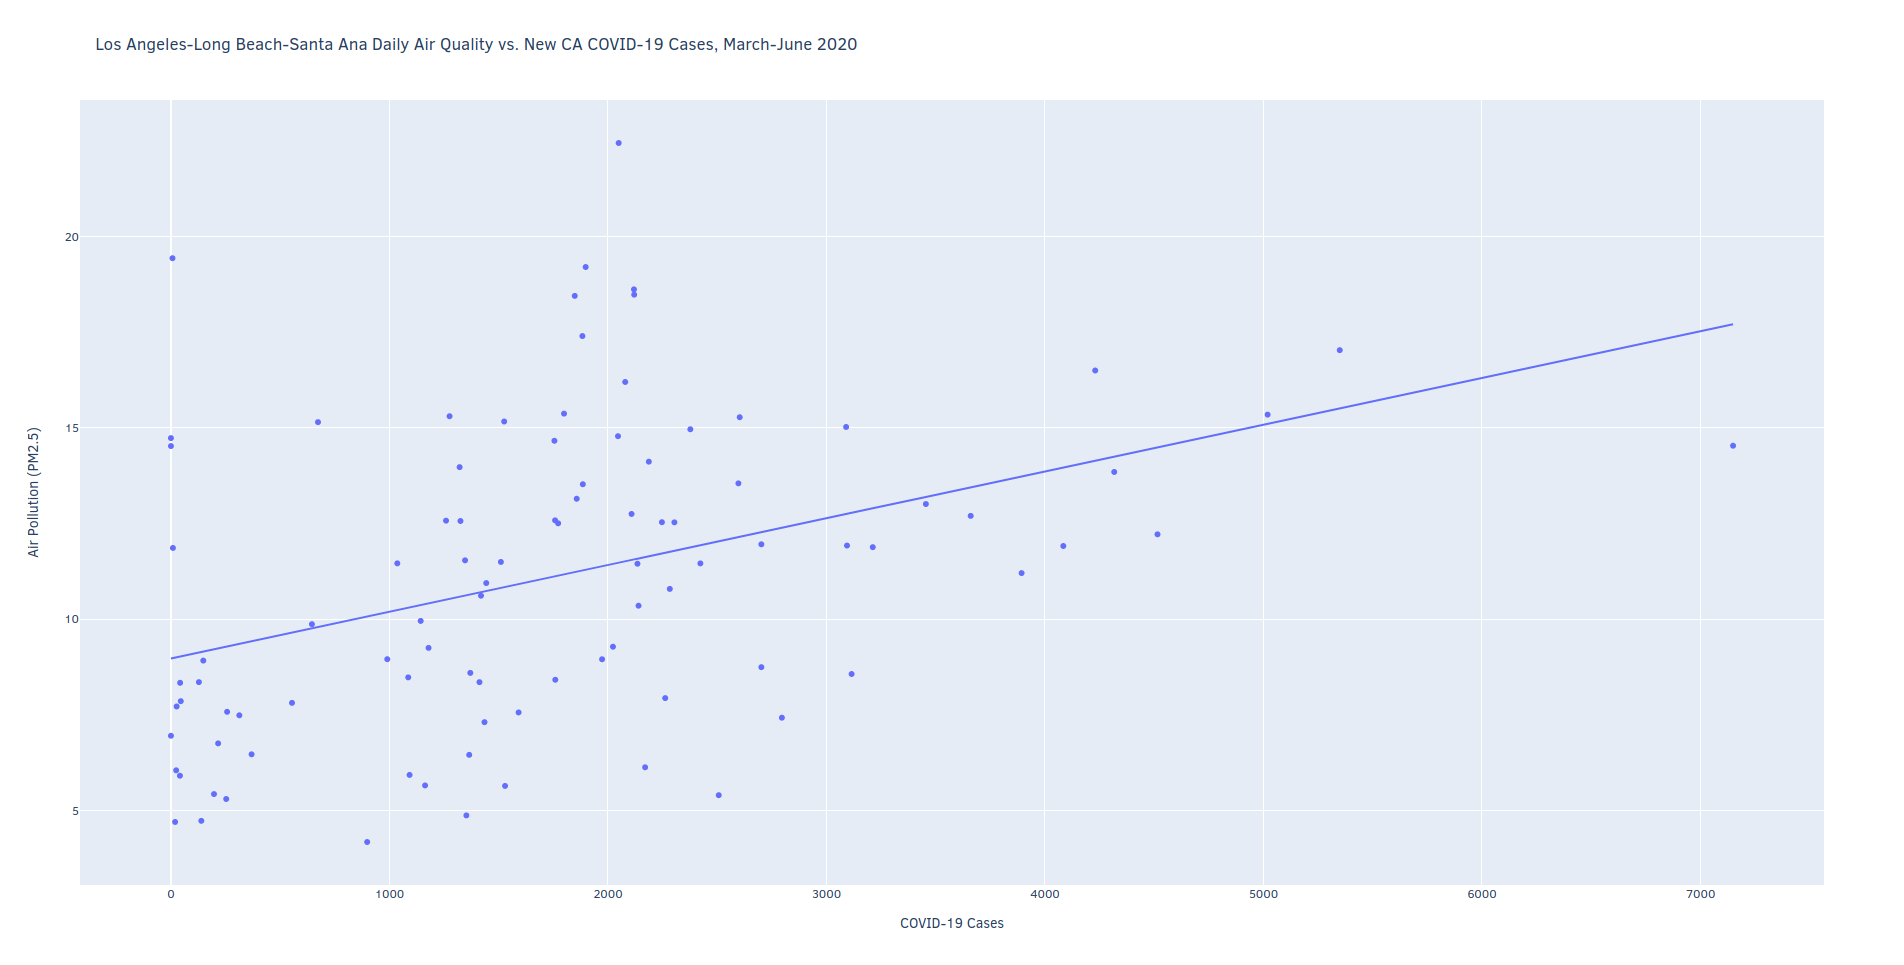 Los Angeles-Long Beach-Santa Ana Daily Air Quality vs. New CA COVID-19 Cases, March-June 2020
Air Pollution (PM2.5)
20
15
10
5
0 1000 2000 3000 4000 5000 6000 7000
COVID-19 Cases